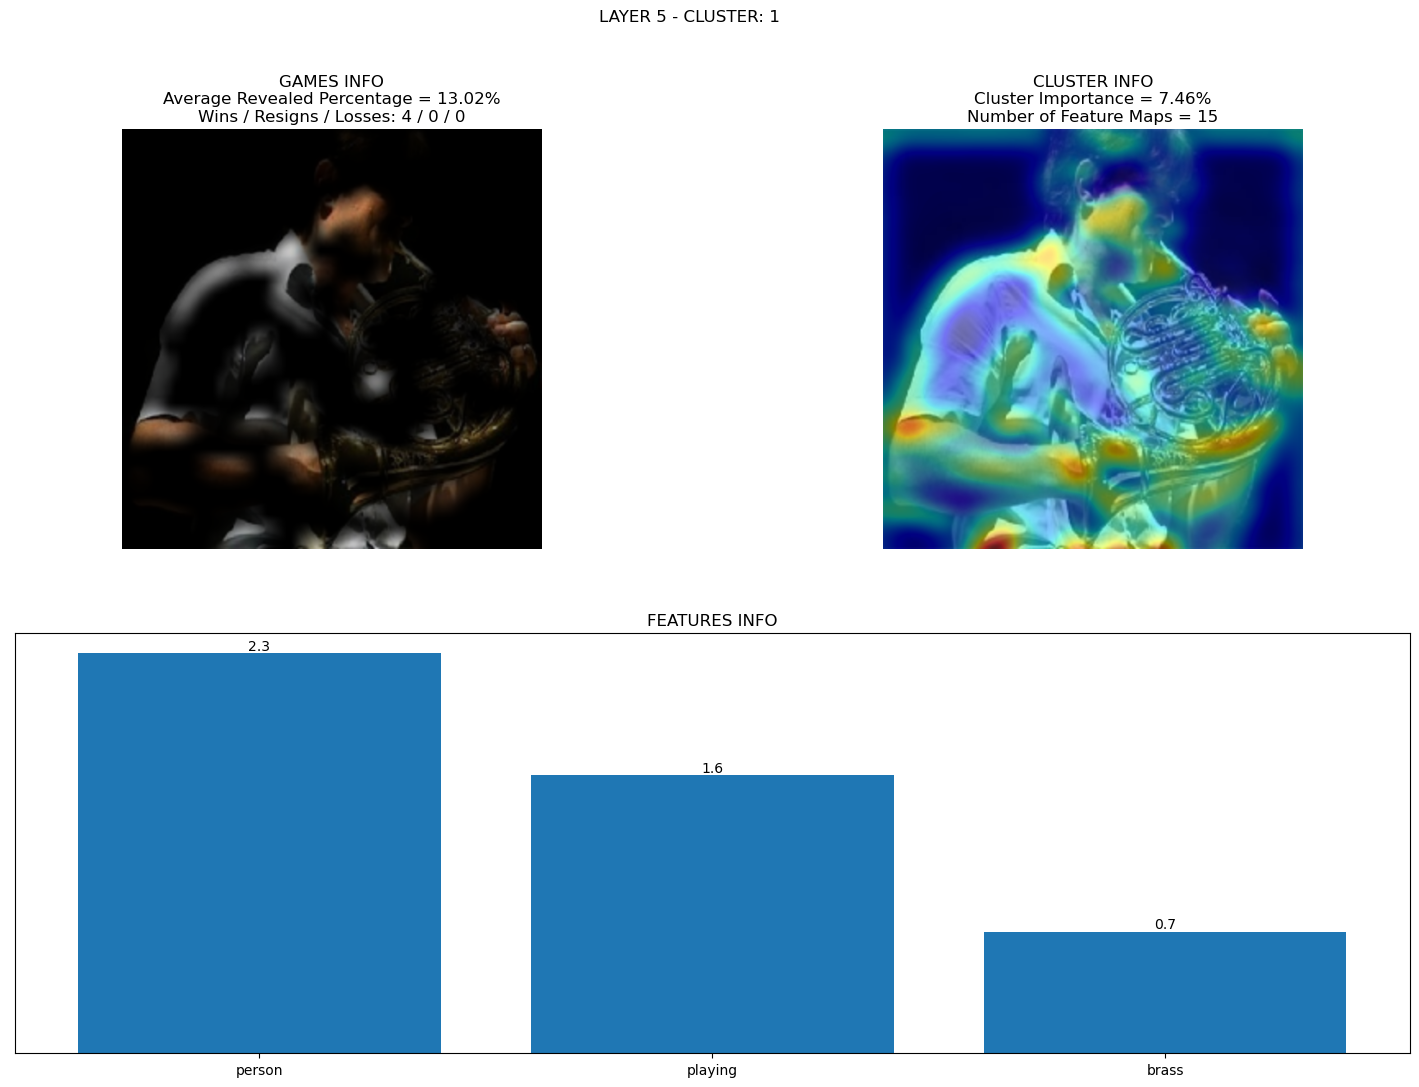 LAYER 5 - CLUSTER: 1
GAMES INFO
Average Revealed Percentage = 13.02%
Wins / Resigns / Losses: 4 / 0 / 0
CLUSTER INFO
Cluster Importance = 7.46%
Number of Feature Maps = 15
FEATURES INFO
2.3
1.6
0.7
person
playing
brass